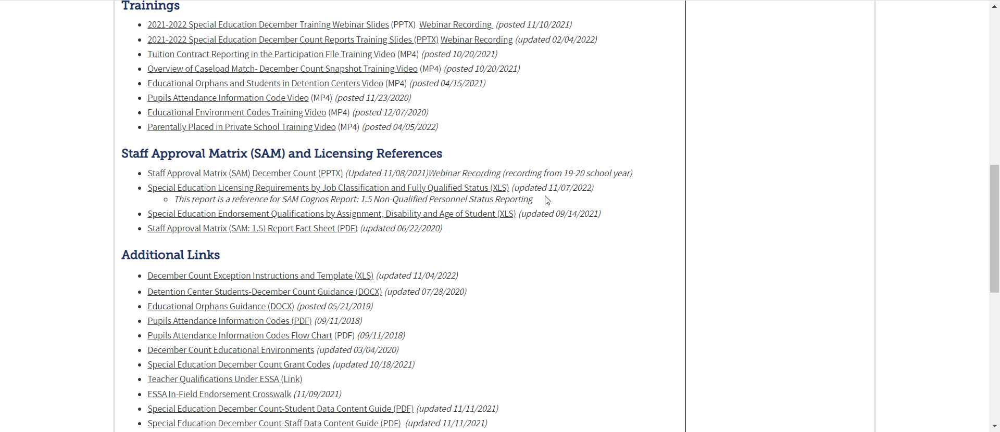 Trainings
2021-2022 Special Education December Training Webinar Slides (PPTX) Webinar Recording (posted 11/10/2021)
2021-2022 Special Education December Count Reports Training Slides (PPTX) Webinar Recording (updated 02/04/2022)
Tuition Contract Reporting in the Participation File Training Video (MP4) (posted 10/20/2021)
Overview of Caseload Match- December Count Snapshot Training Video (MP4) (posted 10/20/2021)
Educational Orphans and Students in Detention Centers Video (MP4) (posted 04/15/2021)
Pupils Attendance Information Code Video (MP4) (posted 11/23/2020)
Educational Environment Codes Training Video (MP4) (posted 12/07/2020)
Parentally Placed in Private School Training Video (MP4) (posted 04/05/2022)
Staff Approval Matrix (SAM) and Licensing References
Staff Approval Matrix (SAM) December Count (PPTX) (Updated 11/08/2021)Webinar Recording (recording from 19-20 school year)
Special Education Licensing Requirements by Job Classification and Fully Qualified Status (XLS) (updated 11/07/2022)
This report is a reference for SAM Cognos Report: 1.5 Non-Qualified Personnel Status Reporting
Special Education Endorsement Qualifications by Assignment, Disability and Age of Student (XLS) (updated 09/14/2021)
Staff Approval Matrix (SAM: 1.5) Report Fact Sheet (PDF) (updated 06/22/2020)
Additional Links
December Count Exception Instructions and Template (XLS) (updated 11/04/2022)
Detention Center Students-December Count Guidance (DOCX) (updated 07/28/2020)
Educational Orphans Guidance (DOCX) (posted 05/21/2019)
Pupils Attendance Information Codes (PDF) (09/11/2018)
Pupils Attendance Information Codes Flow Chart (PDF) (09/11/2018)
December Count Educational Environments (updated 03/04/2020)
Special Education December Count Grant Codes (updated 10/18/2021)
Teacher Qualifications Under ESSA (Link)
ESSA In-Field Endorsement Crosswalk (11/09/2021)
Special Education December Count-Student Data Content Guide (PDF) (updated 11/11/2021)
Special Education December Count-Staff Data Content Guide (PDF) (updated 11/11/2021)